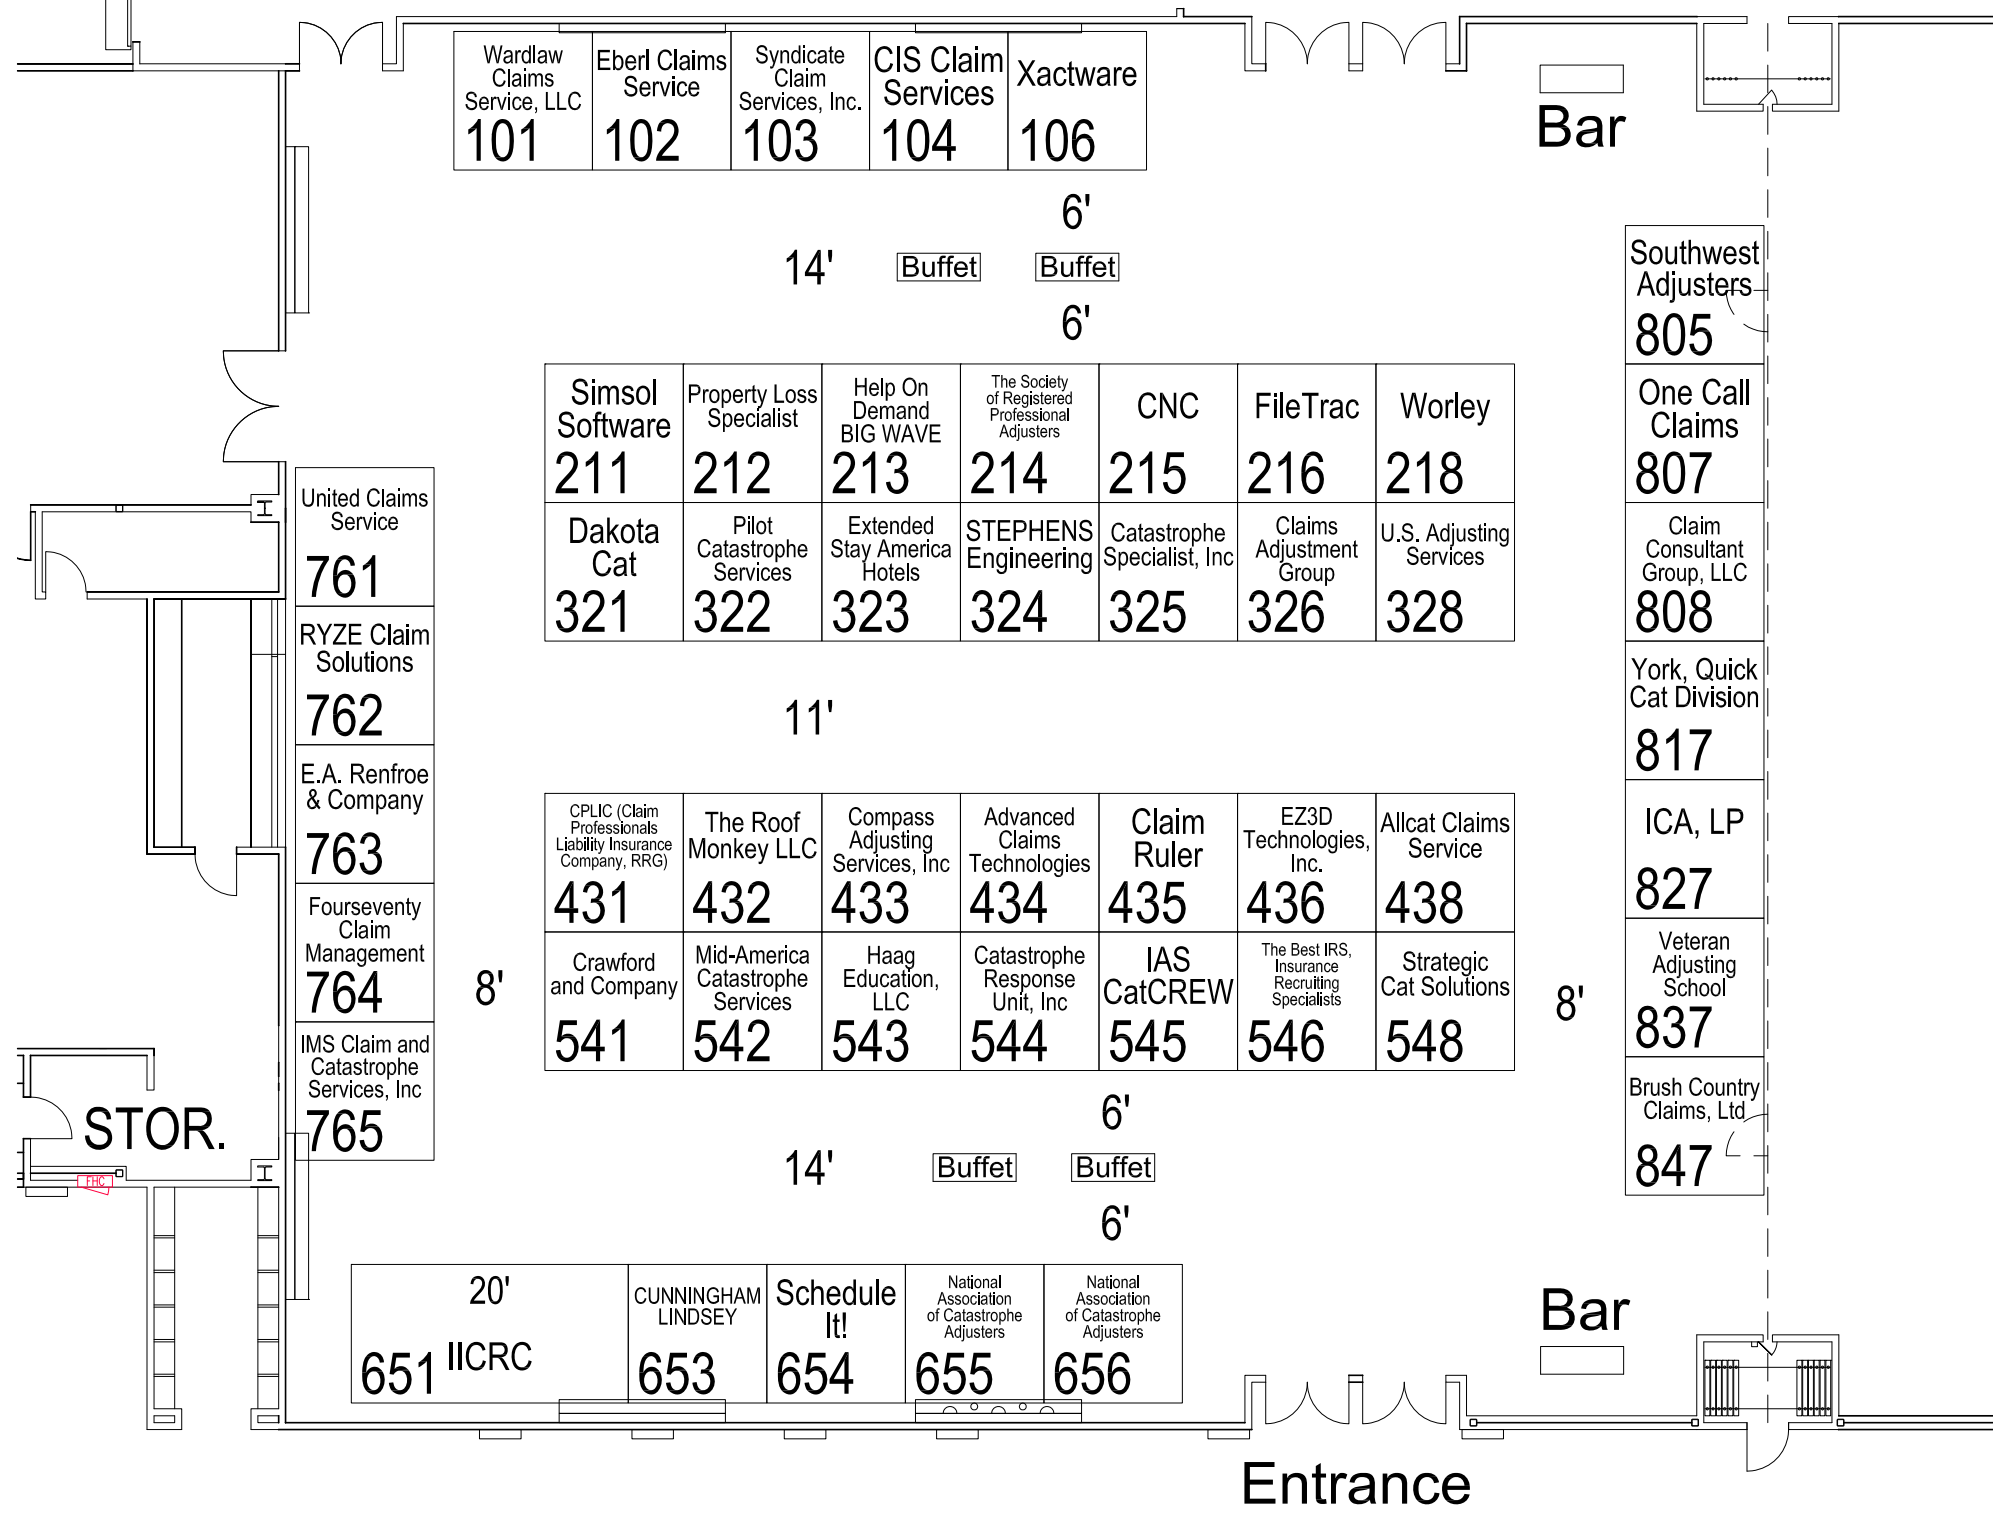 Wardlaw
Claims
Service, LLC
101
Eberl Claims
Service
102
Syndicate
Claim
Services, Inc.
103
CIS Claim
Services
104
Xactware
106
Bar
6'
14'
Buffet
Buffet
6'
Southwest
Adjusters
805
One Call
Claims
807
Claim
Consultant
Group, LLC
808
York, Quick
Cat Division
817
ICA, LP
827
Veteran
Adjusting
School
837
Brush Country
Claims, Ltd
847
Simsol
Software
211
Property Loss
Specialist
212
Help On
Demand
BIG WAVE
213
The Society
of Registered
Professional
Adjusters
214
CNC
215
FileTrac
216
Worley
218
Dakota
Cat
321
Pilot
Catastrophe
Services
322
Extended
Stay America
Hotels
323
STEPHENS
Engineering
324
Catastrophe
Specialist, Inc
325
Claims
Adjustment
Group
326
U.S. Adjusting
Services
328
United Claims
Service
761
RYZE Claim
Solutions
762
E.A. Renfroe
& Company
763
Fourseventy
Claim
Management
764
IMS Claim and
Catastrophe
Services, Inc
765
11'
CPLIC (Claim
Professionals
Liability Insurance
Company, RRG)
431
The Roof
Monkey LLC
432
Compass
Adjusting
Services, Inc
433
Advanced
Claims
Technologies
434
Claim
Ruler
435
EZ3D
Technologies,
Inc.
436
Allcat Claims
Service
438
8'
Crawford
and Company
541
Mid-America
Catastrophe
Services
542
Haag
Education,
LLC
543
Catastrophe
Response
Unit, Inc
544
IAS
CatCREW
545
The Best IRS,
Insurance
Recruiting
Specialists
546
Strategic
Cat Solutions
548
8'
STOR.
FHC
6'
14'
Buffet
Buffet
6'
20'
651 IICRC
CUNNINGHAM
LINDSEY
653
Schedule
It!
654
National
Association
of Catastrophe
Adjusters
655
National
Association
of Catastrophe
Adjusters
656
Bar
Entrance